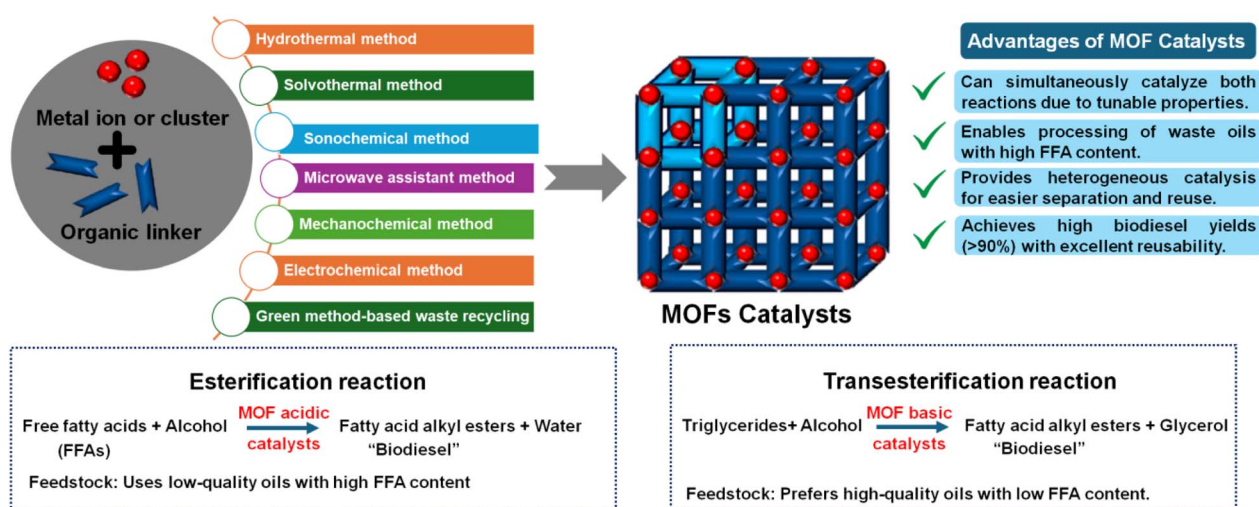 Metal ion or cluster
+
Organic linker
Hydrothermal method
Solvothermal method
Sonochemical method
Microwave assistant method
Mechanochemical method
Electrochemical method
Green method-based waste recycling
MOFs Catalysts
Advantages of MOF Catalysts
Can simultaneously catalyze both
reactions due to tunable properties.
Enables processing of waste oils
with high FFA content.
Provides heterogeneous catalysis
for easier separation and reuse.
Achieves high biodiesel yields
(>90%) with excellent reusability.
Esterification reaction
Free fatty acids + Alcohol MOF acidic Fatty acid alkyl esters + Water
(FFAs) catalysts "Biodiesel"
Feedstock: Uses low-quality oils with high FFA content
Transesterification reaction
Triglycerides+ Alcohol MOF basic Fatty acid alkyl esters + Glycerol
catalysts "Biodiesel"
Feedstock: Prefers high-quality oils with low FFA content.